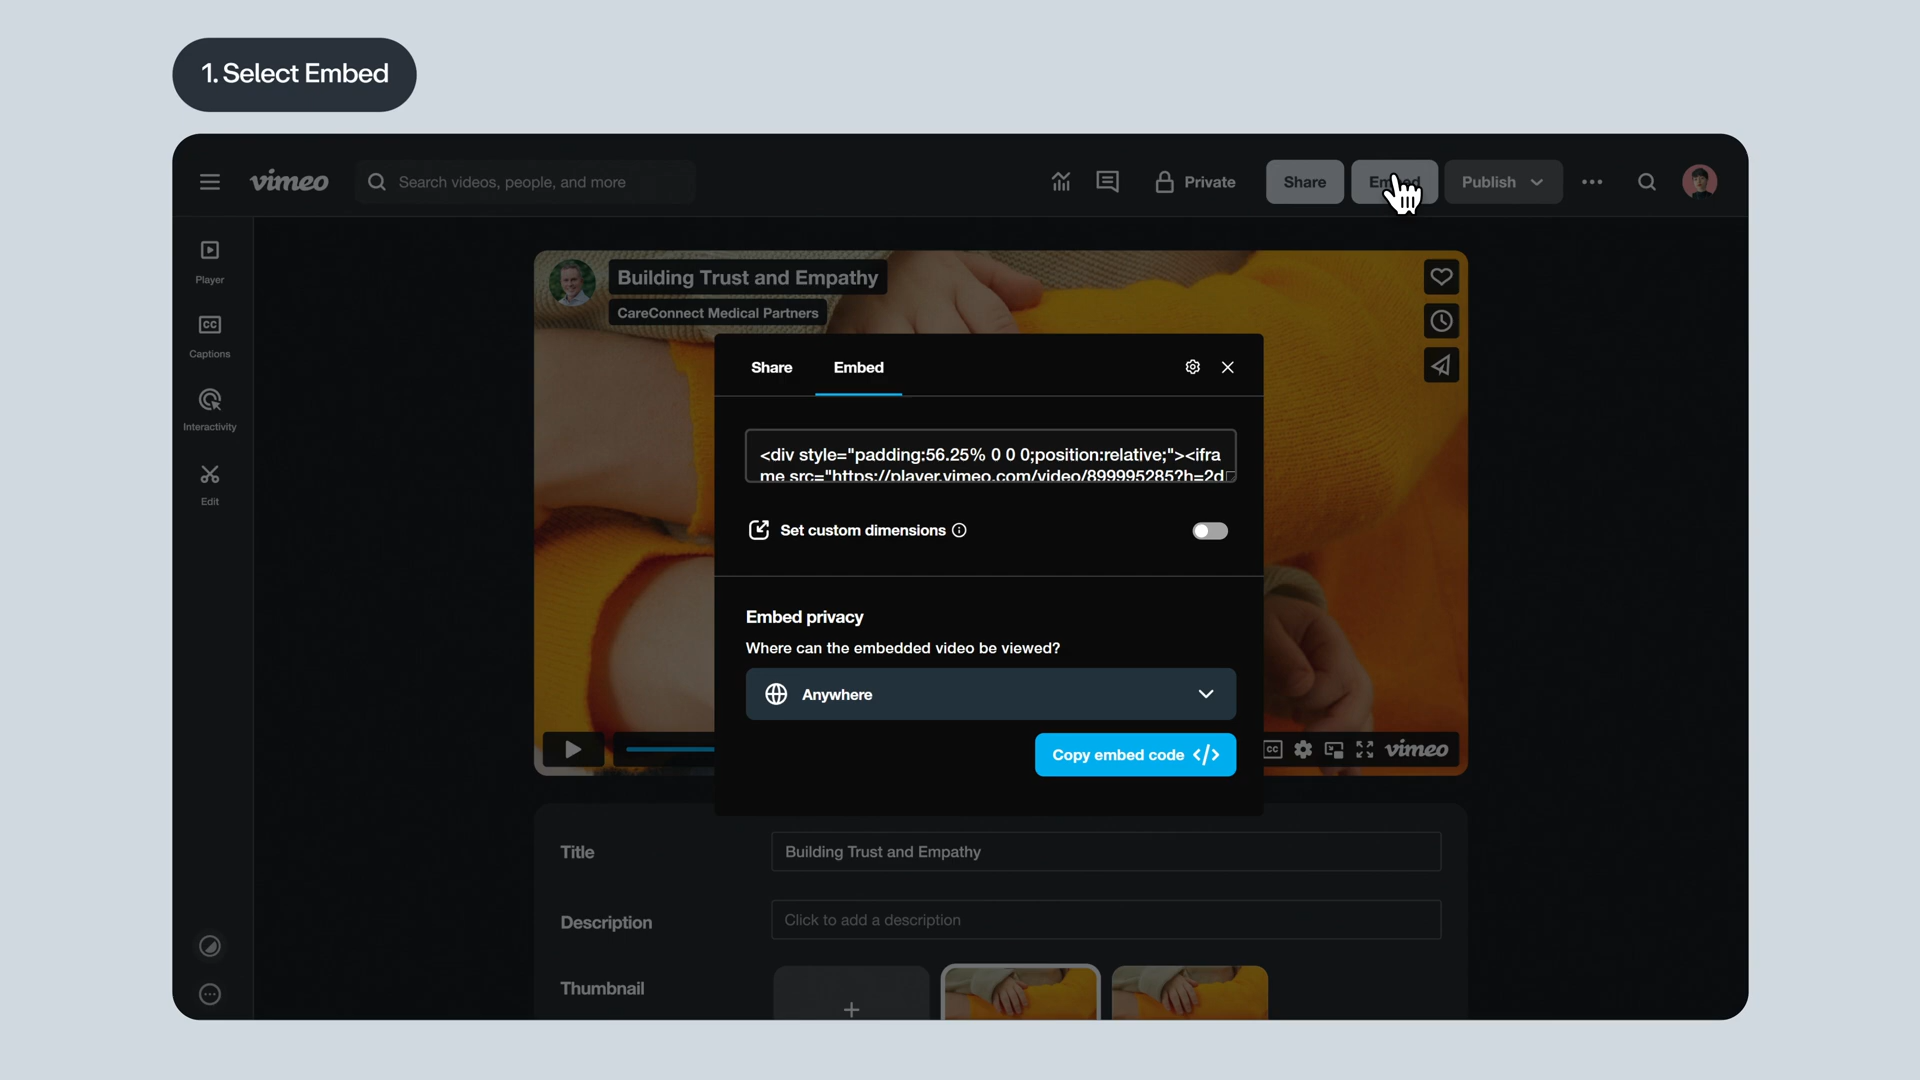 1. Select Embed
vimeo
Search videos, people, and more
Private
Share
Embed
Publish
Player
Captions
Interactivity
Edit
Building Trust and Empathy
CareConnect Medical Partners
Share
Embed
<div style="padding:56.25% 0 0 0;position:relative;"><ifra
me src="https://player.vimeo.com/video/899995285?h=2d
Set custom dimensions
Embed privacy
Where can the embedded video be viewed?
Anywhere
Copy embed code </>
CC
vimeo
Title
Building Trust and Empathy
Description
Click to add a description
Thumbnail